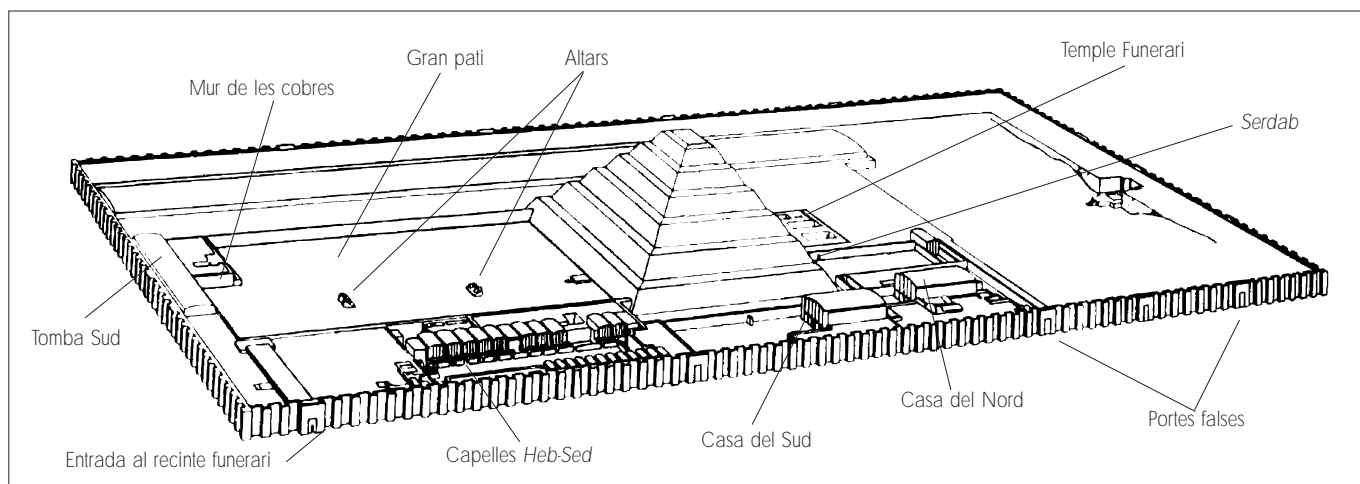 Temple Funerari
Gran pati
Altars
Mur de les cobres
Serdab
Tomba Sud
Casa del Nord
Portes falses
Casa del Sud
Capelles Heb-Sed
Entrada al recinte funerari